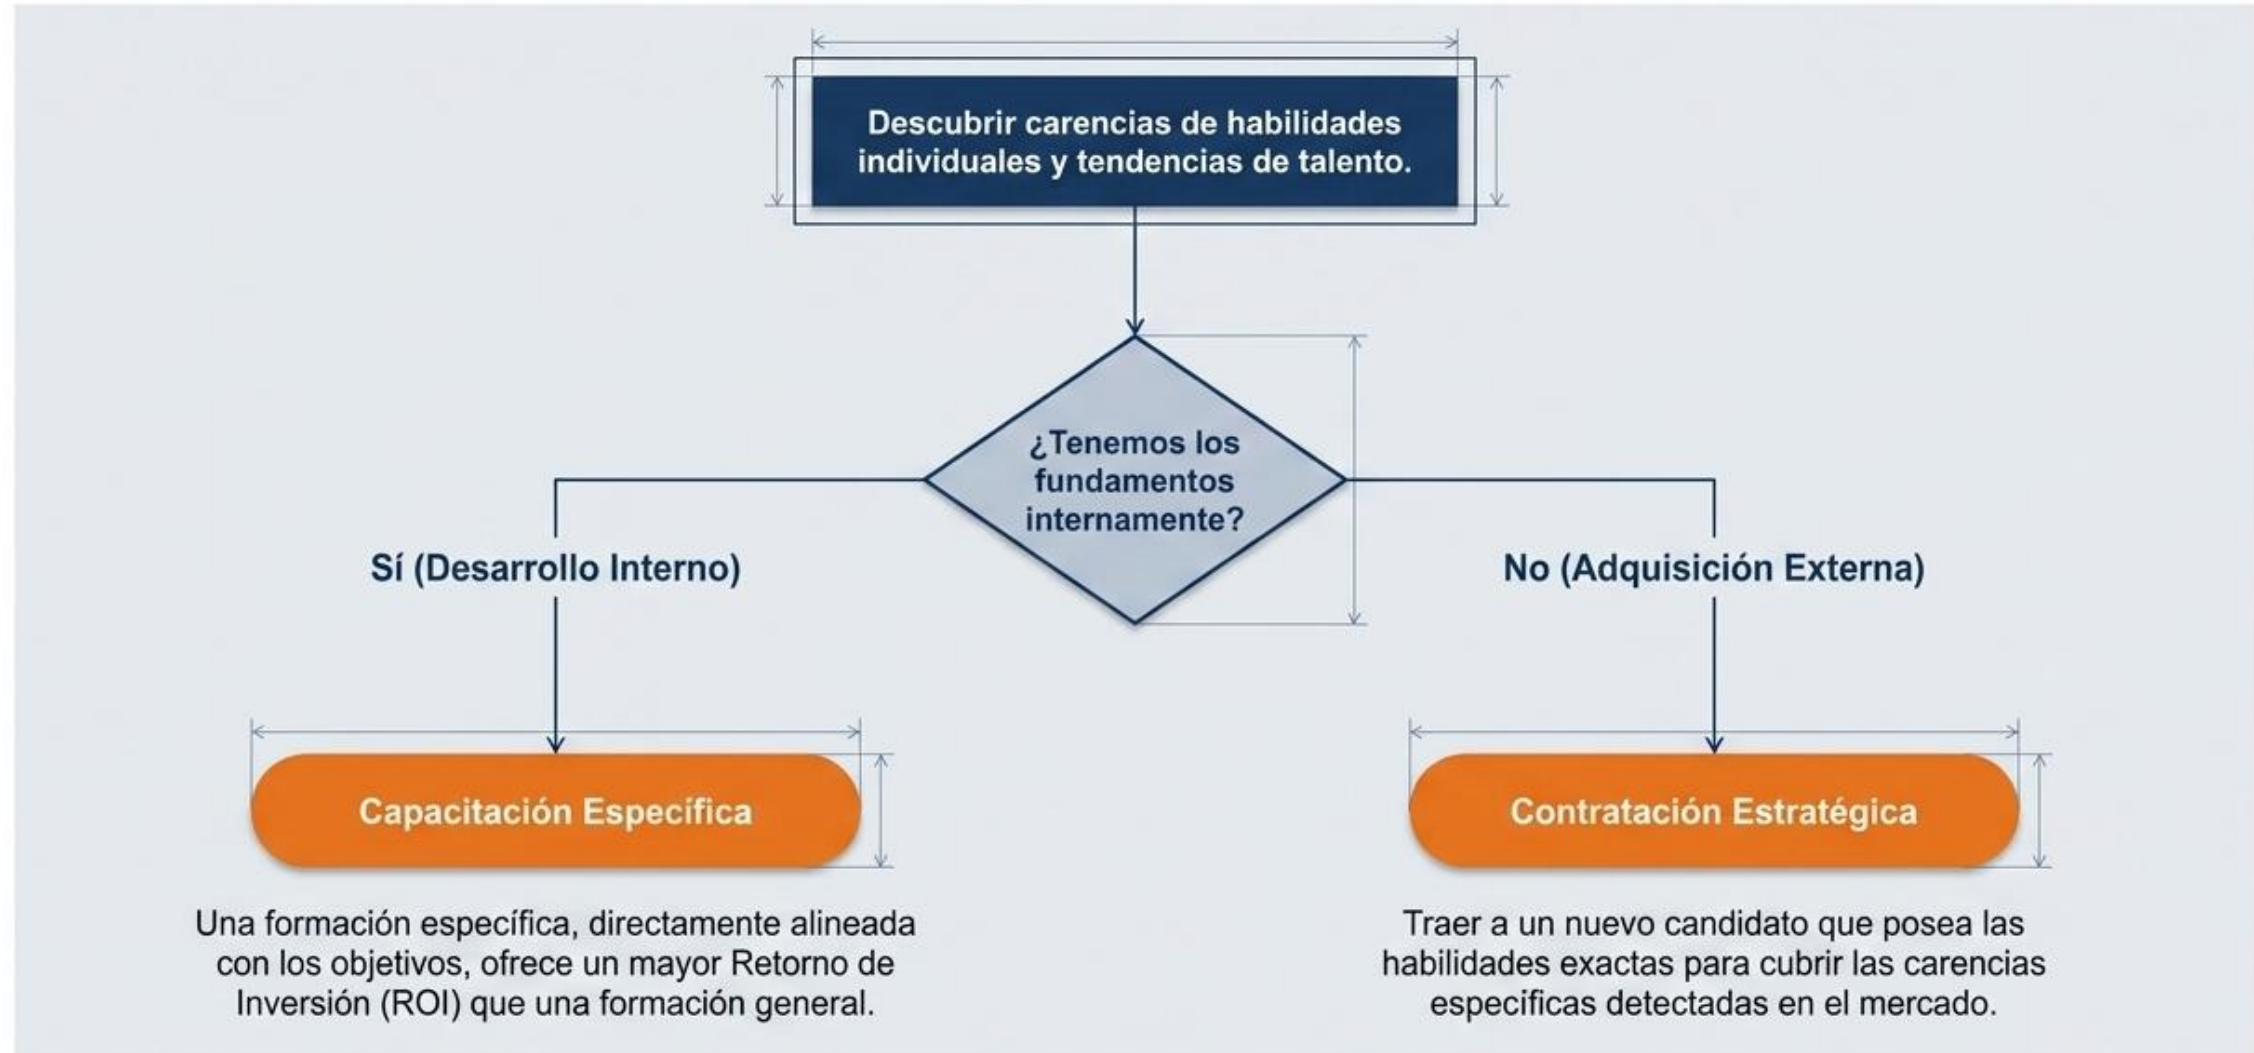 Descubrir carencias de habilidades
individuales y tendencias de talento.
¿Tenemos los
fundamentos
internamente?
Sí (Desarrollo Interno)
No (Adquisición Externa)
Capacitación Específica
Contratación Estratégica
Una formación específica, directamente alineada
con los objetivos, ofrece un mayor Retorno de
Inversión (ROI) que una formación general.
Traer a un nuevo candidato que posea las
habilidades exactas para cubrir las carencias
específicas detectadas en el mercado.